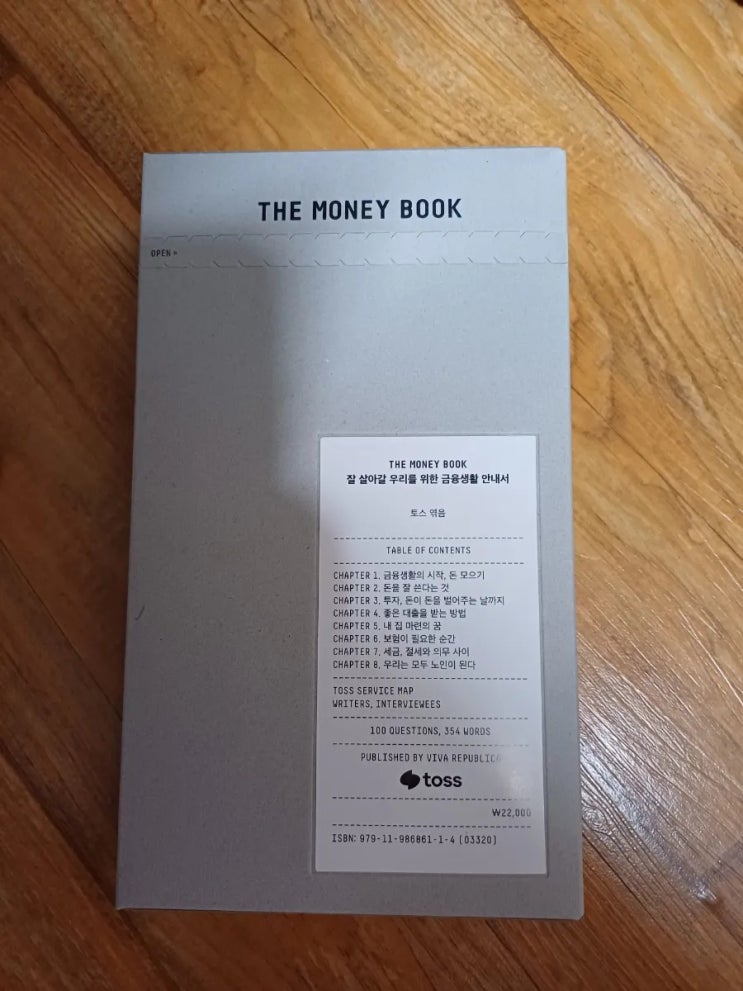 THE MONEY BOOK
OPEN »
THE MONEY BOOK
잘 살아갈 우리를 위한 금융생활 안내서
토스 엮음
TABLE OF CONTENTS
CHAPTER 1. 금융생활의 시작, 돈 모으기
CHAPTER 2. 돈을 잘 쓴다는 것
CHAPTER 3. 투자, 돈이 돈을 벌어주는 날까지
CHAPTER 4. 좋은 대출을 받는 방법
CHAPTER 5. 내 집 마련의 꿈
CHAPTER 6. 보험이 필요한 순간
CHAPTER 7. 세금, 절세와 의무 사이
CHAPTER 8. 우리는 모두 노인이 된다
TOSS SERVICE MAP
WRITERS, INTERVIEWEES
100 QUESTIONS, 354 WORDS
PUBLISHED BY VIVA REPUBLICA
toss
₩22,000
ISBN: 979-11-986861-1-4 (03320)